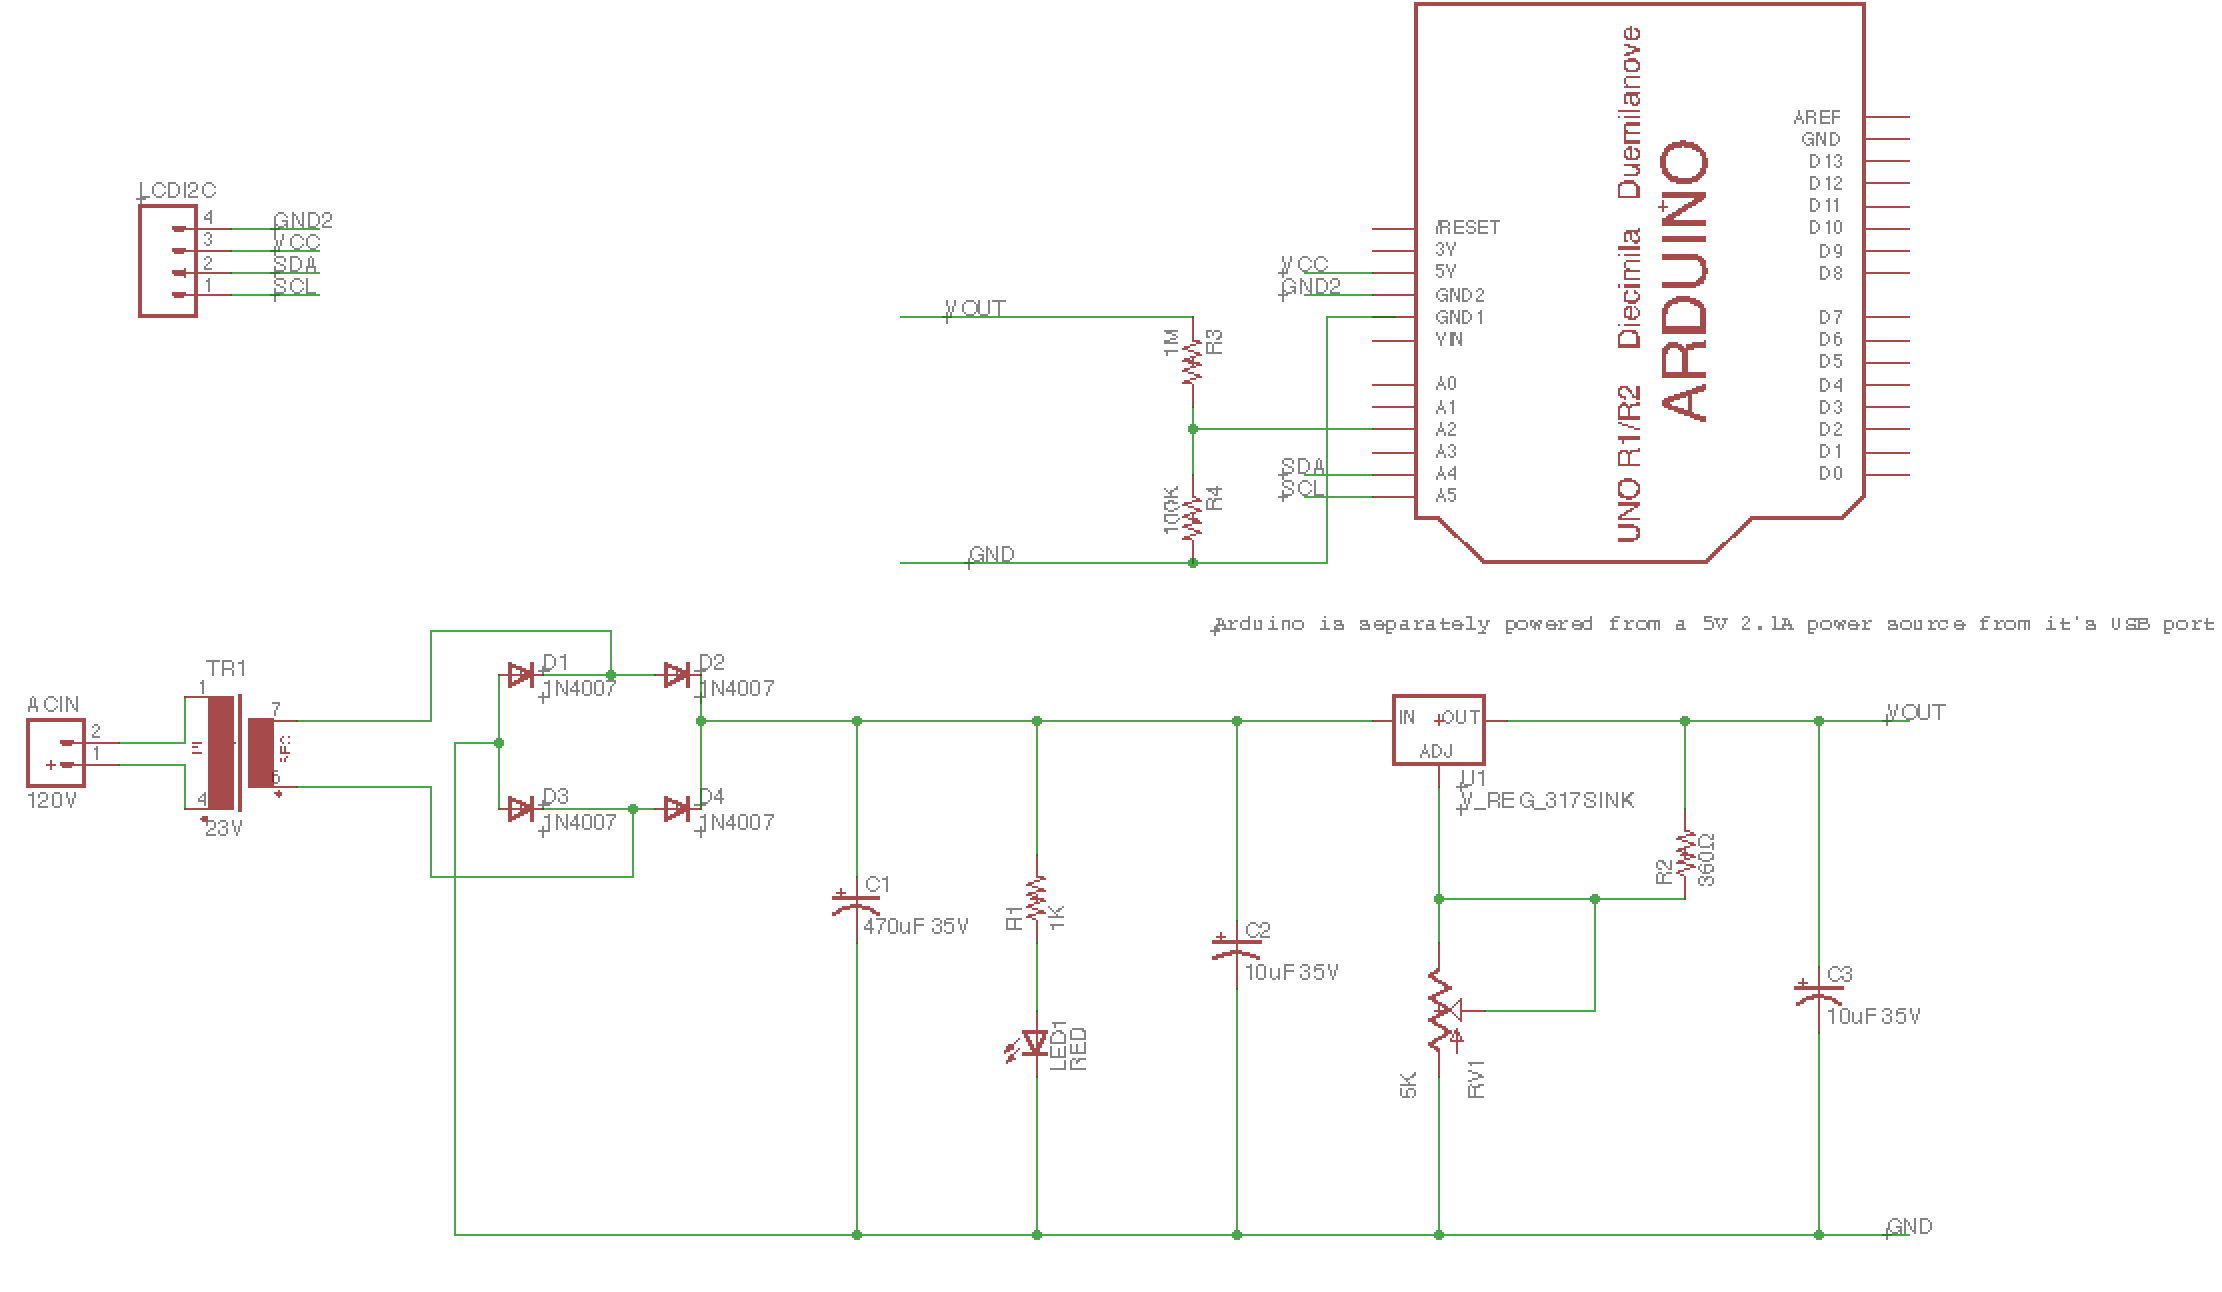 LCDI2C
4
GND2
3
VCC
2
SDA
1
SCL
UNO R1/R2 Diecimila Duemilanove
ARDUINO
/RESET
3V
5V
GND2
GND1
VIN
A0
A1
A2
A3
A4
A5
AREF
GND
D13
D12
D11
D10
D9
D8
D7
D6
D5
D4
D3
D2
D1
D0
VCC
GND2
SDA
SCL
VOUT
1M
R3
100K
R4
GND
Arduino is separately powered from a 5V 2.1A power source from it's USB port
ACIN
2
1
120V
TR1
1
4
7
6
23V
D1
1N4007
D2
1N4007
D3
1N4007
D4
1N4007
C1
470uF 35V
R1
1K
LED1
RED
C2
10uF 35V
IN
OUT
ADJ
U1
V_REG_317SINK
R2
360Ω
5K
RV1
C3
10uF 35V
VOUT
GND